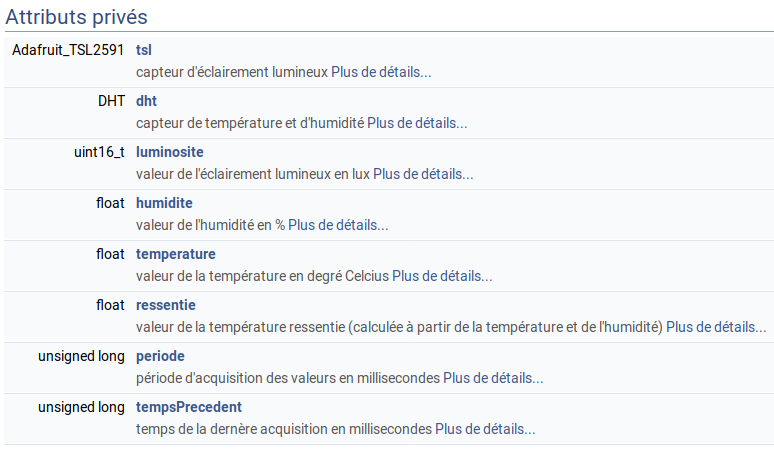 Attributs privés
Adafruit_TSL2591 tsl
capteur d'éclairement lumineux Plus de détails...
DHT dht
capteur de température et d'humidité Plus de détails...
uint16_t luminosite
valeur de l'éclairement lumineux en lux Plus de détails...
float humidite
valeur de l'humidité en % Plus de détails...
float temperature
valeur de la température en degré Celcius Plus de détails...
float ressentie
valeur de la température ressentie (calculée à partir de la température et de l'humidité) Plus de détails...
unsigned long periode
période d'acquisition des valeurs en millisecondes Plus de détails...
unsigned long tempsPrecedent
temps de la dernère acquisition en millisecondes Plus de détails...